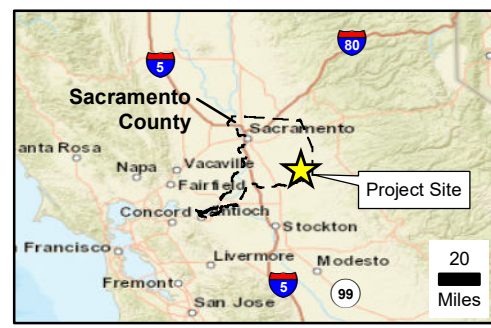 80
5
Sacramento
County
Sacramento
anta Rosa
Napa
Vacaville
Fairfield
Project Site
Concord
ntioch
Stockton
n Francisco
Livermore
Modesto
20
Miles
Fremont
5
99
San Jose